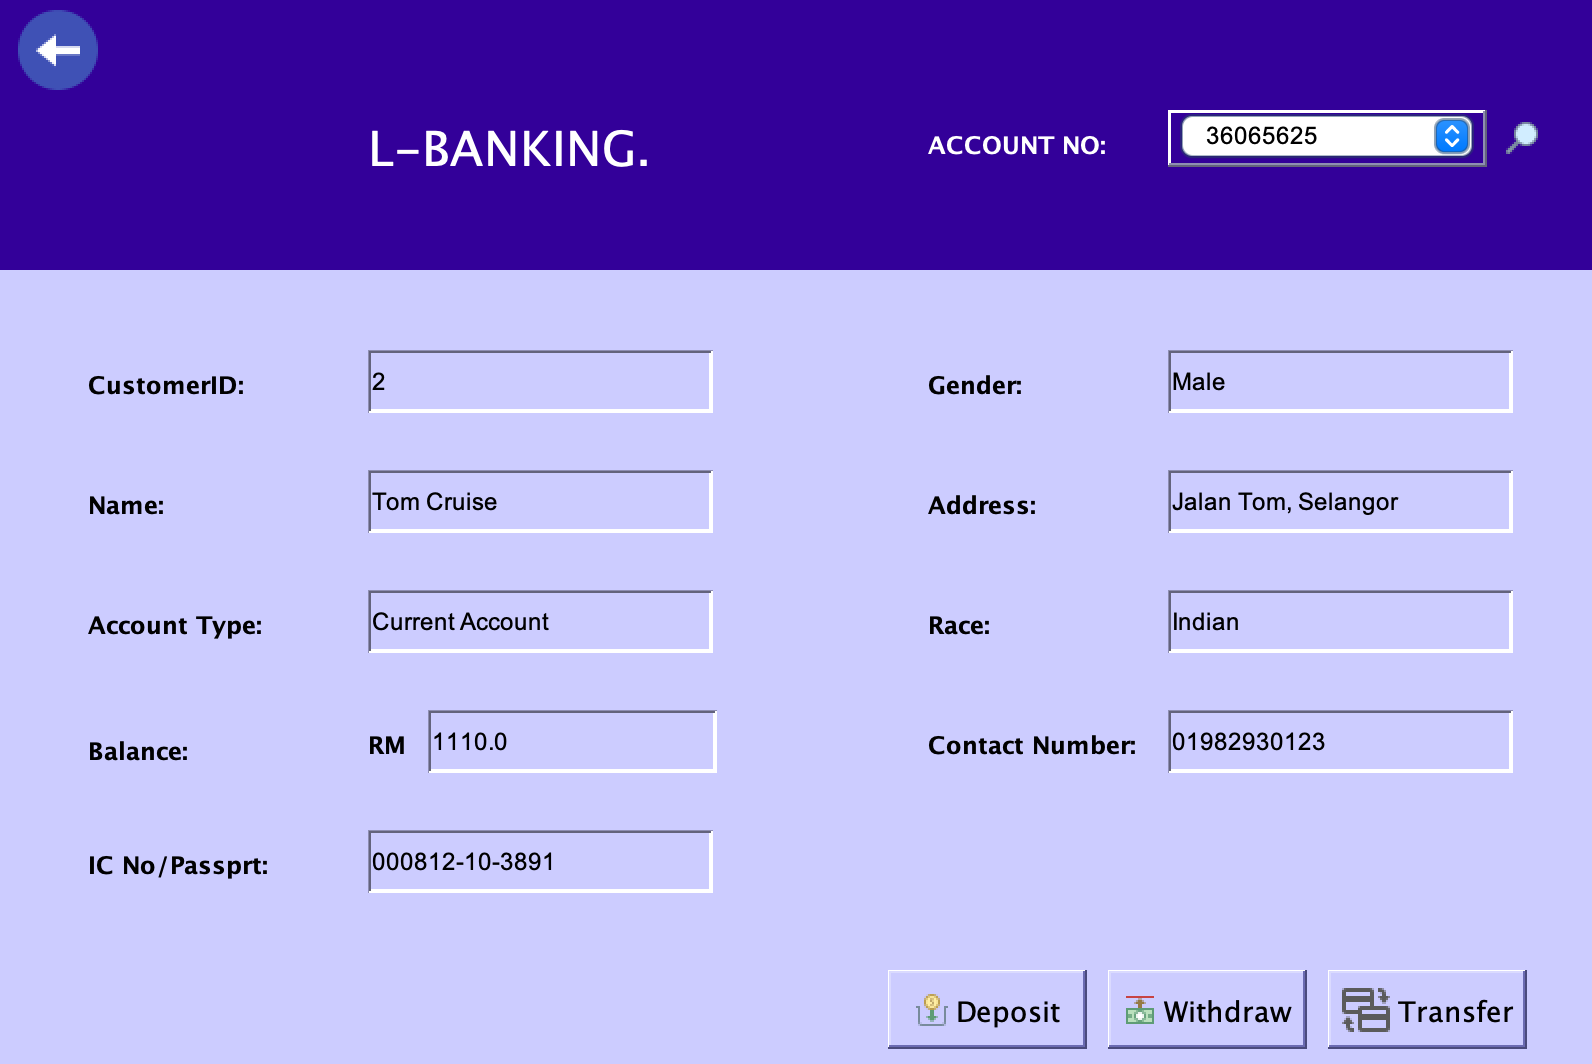 L-BANKING.
ACCOUNT NO: 36065625
CustomerID: 2
Gender: Male
Name: Tom Cruise
Address: Jalan Tom, Selangor
Account Type: Current Account
Race: Indian
Balance: RM 1110.0
Contact Number: 01982930123
IC No/Passprt: 000812-10-3891
Deposit
Withdraw
Transfer